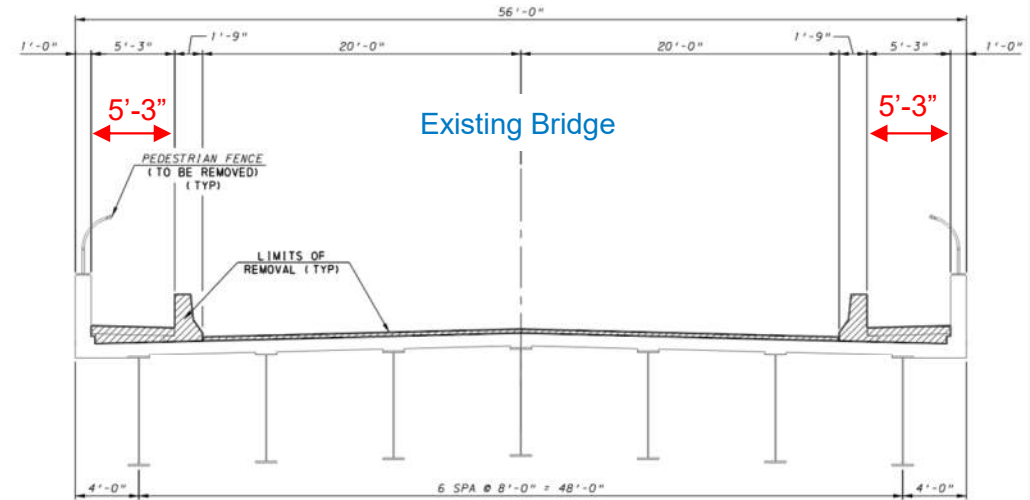 56'-0"
1'-0"
5'-3"
1'-9"
20'-0"
20'-0"
1'-9"
5'-3"
1'-0"
5'-3”
Existing Bridge
5'-3”
PEDESTRIAN FENCE
(TO BE REMOVED)
(TYP)
LIMITS OF
REMOVAL (TYP)
4'-0"
6 SPA @ 8'-0" = 48'-0"
4'-0"